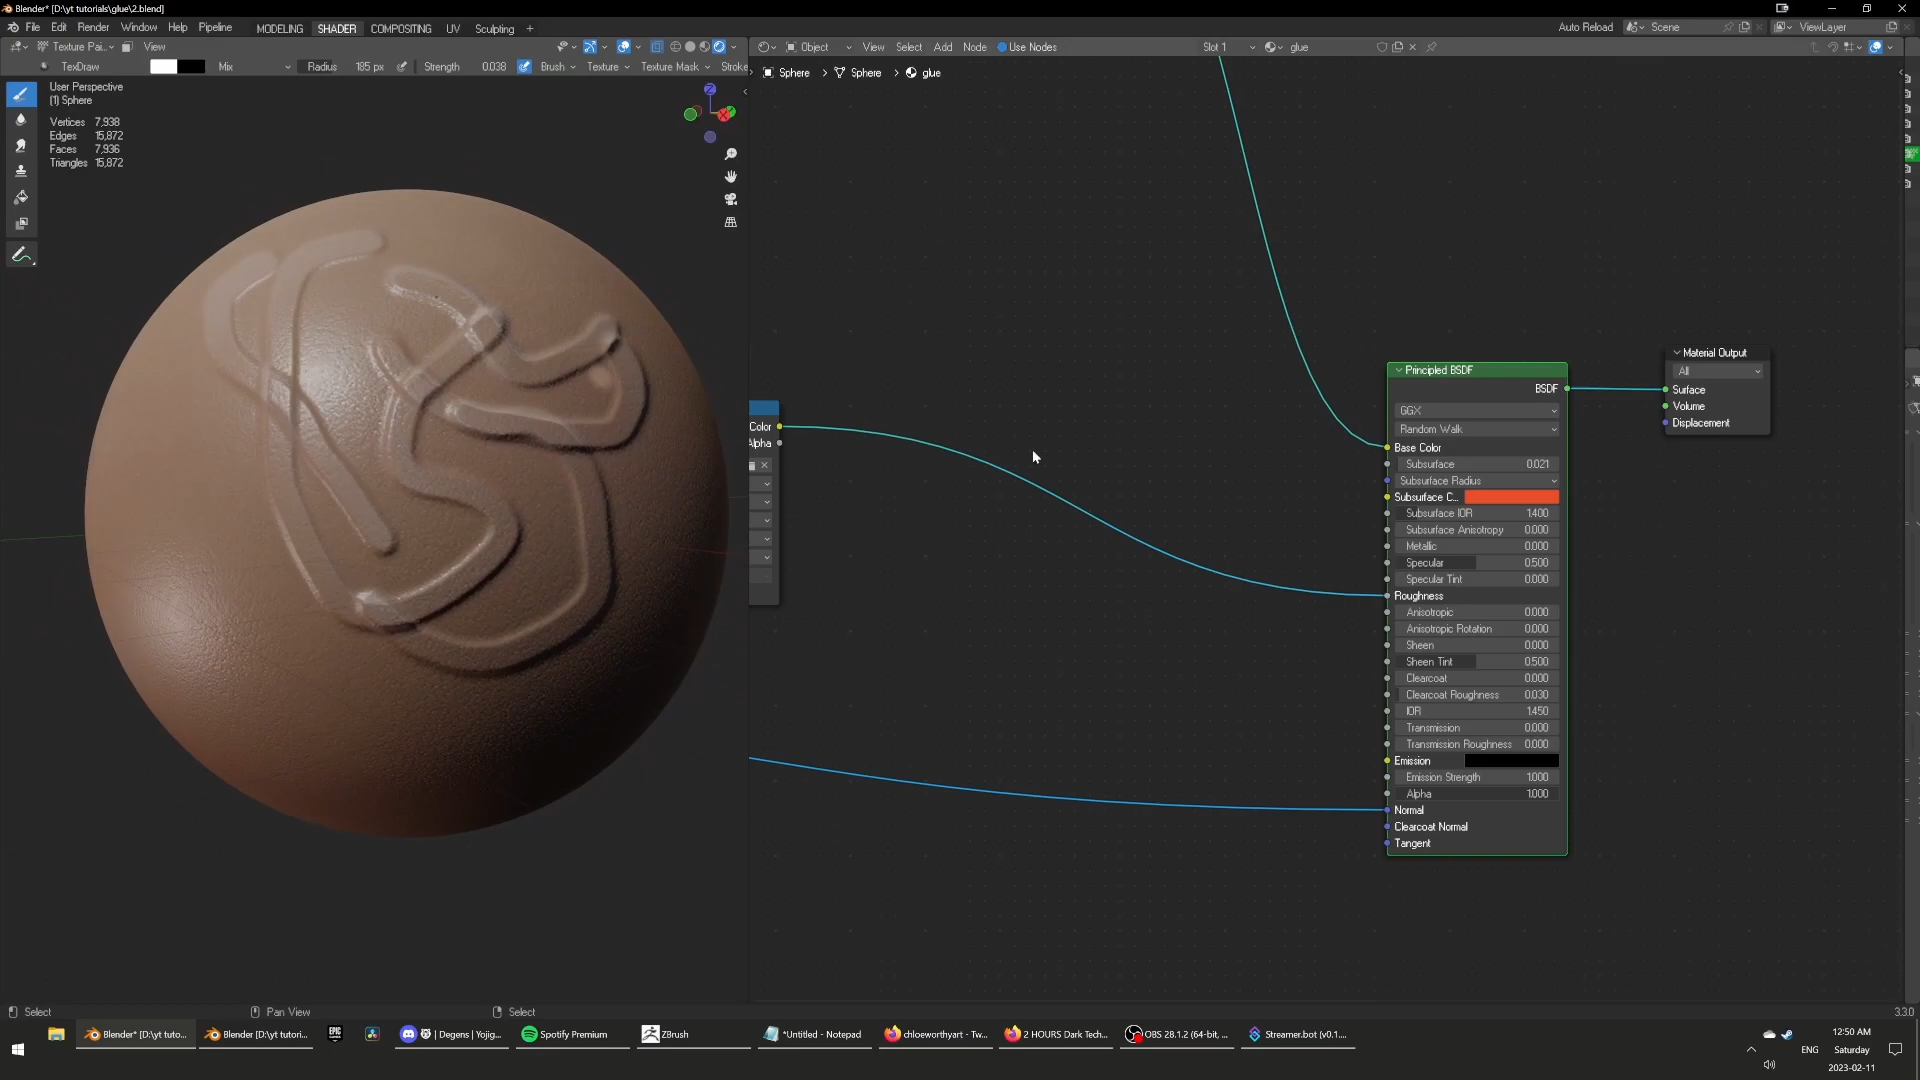 Blender* [D:\yt tutorials\glue\2.blend]
File Edit Render Window Help Pipeline MODELING SHADER COMPOSITING UV Sculpting + Auto Reload Scene ViewLayer
Texture Pai... View Object View Select Add Node Use Nodes Slot 1 glue
TexDraw Mix Radius 185 px Strength 0.038 Brush Texture Texture Mask Stroke
Sphere > Sphere > glue
User Perspective
(1) Sphere
Vertices 7,938
Edges 15,872
Faces 7,936
Triangles 15,872
Z
X
Color
Alpha
Principled BSDF
BSDF
GGX
Random Walk
Base Color
Subsurface 0.021
Subsurface Radius
Subsurface C...
Subsurface IOR 1.400
Subsurface Anisotropy 0.000
Metallic 0.000
Specular 0.500
Specular Tint 0.000
Roughness
Anisotropic 0.000
Anisotropic Rotation 0.000
Sheen 0.000
Sheen Tint 0.500
Clearcoat 0.000
Clearcoat Roughness 0.030
IOR 1.450
Transmission 0.000
Transmission Roughness 0.000
Emission
Emission Strength 1.000
Alpha 1.000
Normal
Clearcoat Normal
Tangent
Material Output
All
Surface
Volume
Displacement
Select Pan View Select 3.3.0
Blender* [D:\yt tuto... Blender [D:\yt tutori... EPIC | Degens | Yojig... Spotify Premium ZBrush *Untitled - Notepad chloeworthyart - Tw... 2 HOURS Dark Tech... OBS 28.1.2 (64-bit, ... Streamer.bot (v0.1....
12:50 AM
ENG Saturday
2023-02-11